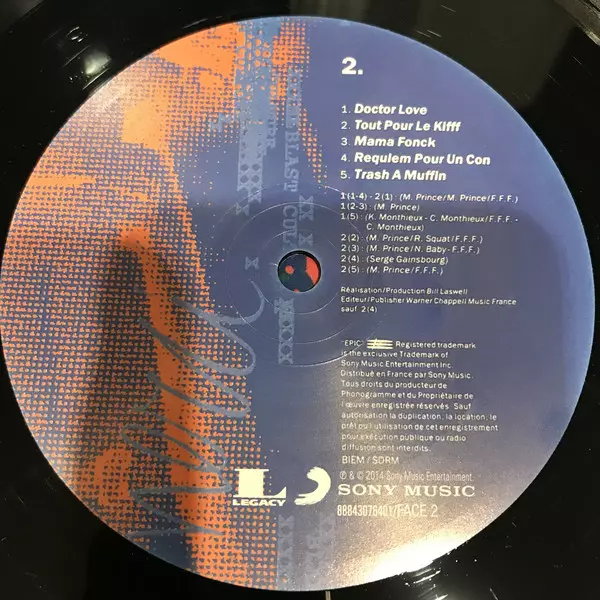 2.
1. Doctor Love
2. Tout Pour Le Kifff
3. Mama Fonck
4. Requiem Pour Un Con
5. Trash A Muffin
1(1-4) - 2(1) : (M. Prince/M. Prince/F.F.F.)
1(2-3) : (M. Prince)
1(5) : (K. Monthieux - C. Monthieux/F.F.F. -
C. Monthieux)
2(2) : (M. Prince/R. Squat/F.F.F.)
2(3) : (M. Prince/N. Baby - F.F.F.)
2(4) : (Serge Gainsbourg)
2(5) : (M. Prince/F.F.F.)
Réalisation/Production Bill Laswell
Editeur/Publisher Warner Chappell Music France
sauf 2(4)
"EPIC" Registered trademark
is the exclusive Trademark of
Sony Music Entertainment Inc.
Distribué en France par Sony Music.
Tous droits du producteur de
Phonogramme et du Propriétaire de
l'œuvre enregistrée réservés. Sauf
autorisation la duplication, la location, le
prêt ou l'utilisation de cet enregistrement
pour exécution publique ou radio
diffusion sont interdits.
BIEM / SDRM
℗ & © 2014 Sony Music Entertainment
L
LEGACY
SONY MUSIC
88843076401/FACE 2
BLAST CUL